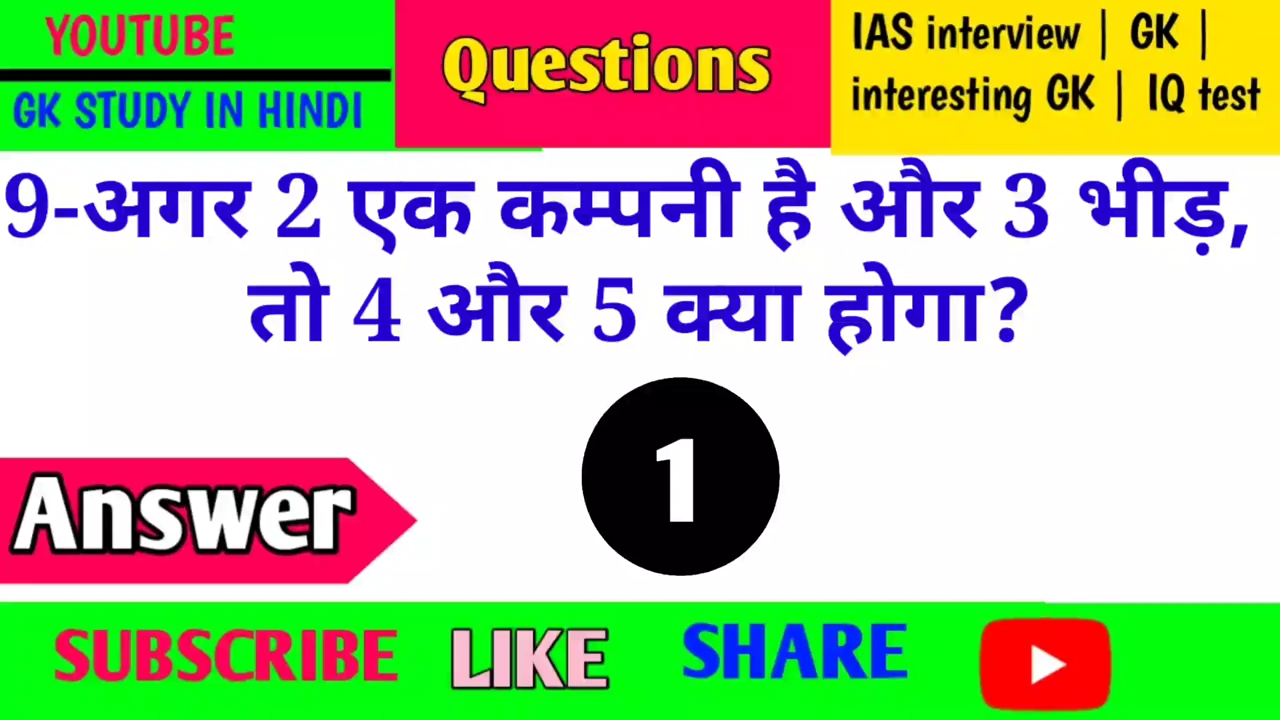 YOUTUBE
GK STUDY IN HINDI
Questions
IAS interview | GK |
interesting GK | IQ test
9-अगर 2 एक कम्पनी है और 3 भीड़,
तो 4 और 5 क्या होगा?
1
Answer
SUBSCRIBE LIKE SHARE